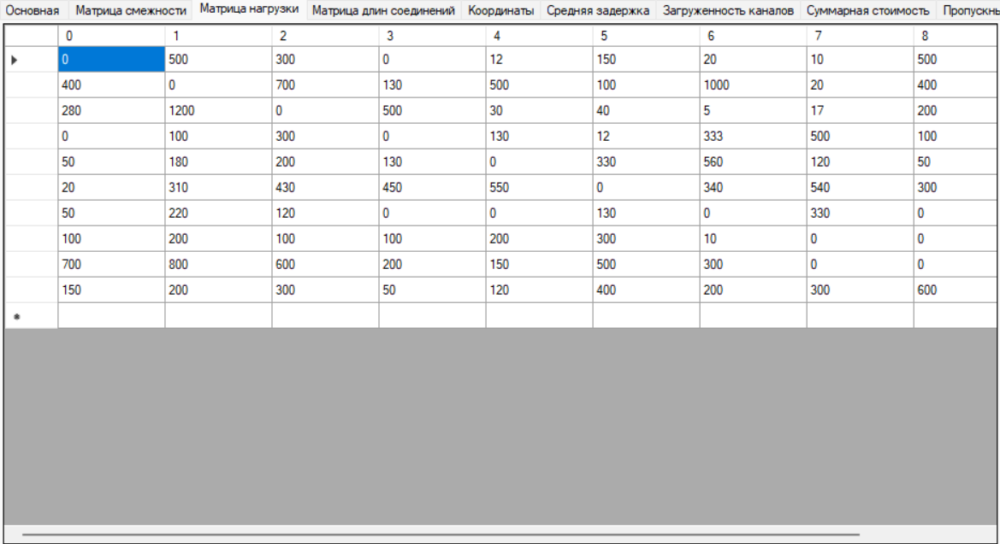 Основная Матрица смежности Матрица нагрузки Матрица длин соединений Координаты Средняя задержка Загруженность каналов Суммарная стоимость Пропускнь
0 1 2 3 4 5 6 7 8
0 500 300 0 12 150 20 10 500
400 0 700 130 500 100 1000 20 400
280 1200 0 500 30 40 5 17 200
0 100 300 0 130 12 333 500 100
50 180 200 130 0 330 560 120 50
20 310 430 450 550 0 340 540 300
50 220 120 0 0 130 0 330 0
100 200 100 100 200 300 10 0 0
700 800 600 200 150 500 300 0 0
150 200 300 50 120 400 200 300 600